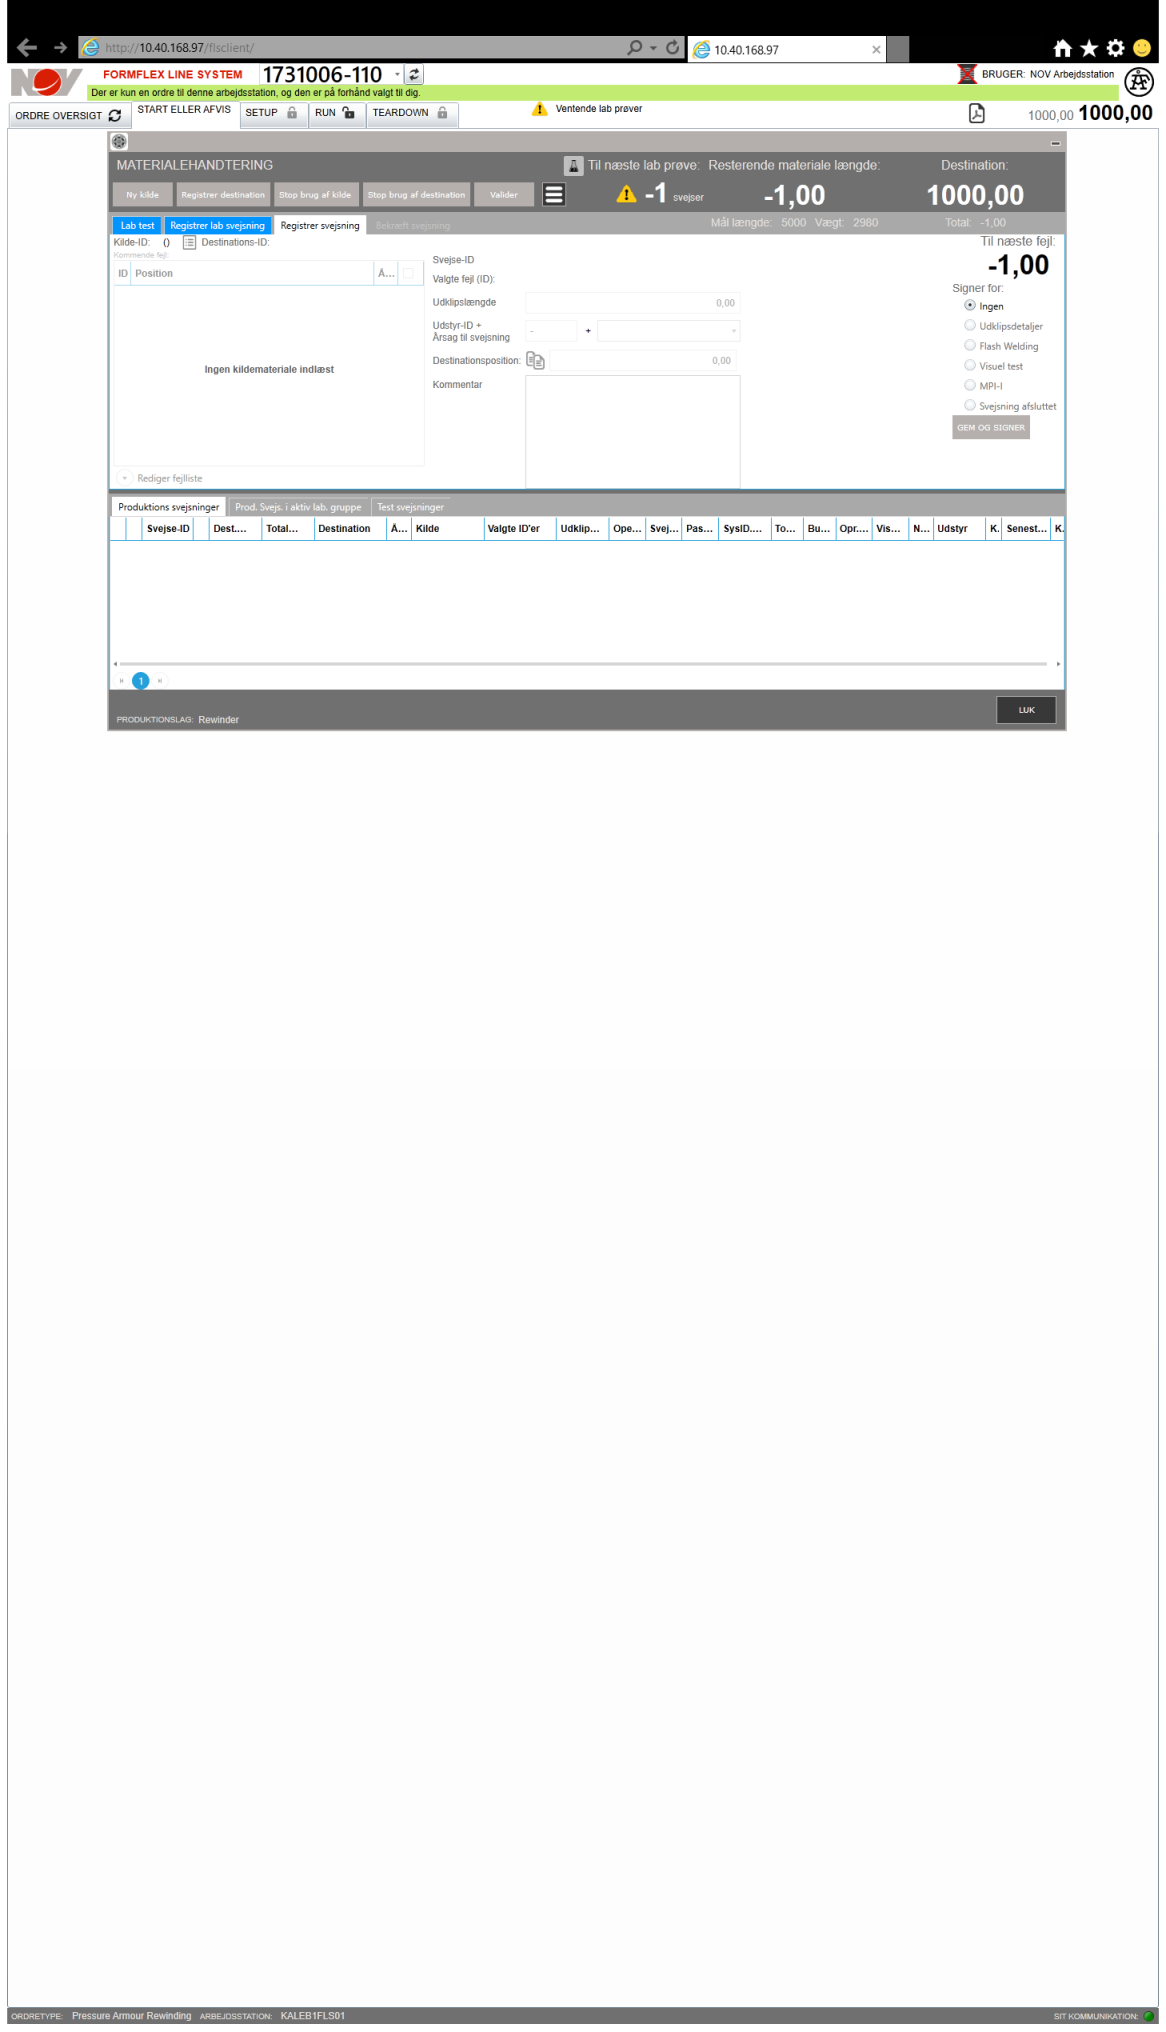 http://10.40.168.97/fisclient/
10.40.168.97
NOV
FORMFLEX LINE SYSTEM
1731006-110
BRUGER: NOV Arbejdsstation
Der er kun en ordre til denne arbejdsstation, og den er på forhånd valgt til dig.
ORDRE OVERSIGT
START ELLER AFVIS
SETUP
RUN
TEARDOWN
Ventende lab prøver
1000,00 1000,00
MATERIALEHANDTERING
Til næste lab prøve:
Resterende materiale længde:
Destination:
Ny kilde
Registrer destination
Stop brug af kilde
Stop brug af destination
Valider
-1 svejser
-1,00
1000,00
Lab test
Registrer lab svejsning
Registrer svejsning
Bekræft svejsning
Mål længde: 5000 Vægt: 2980
Total: -1,00
Kilde-ID: ()
Destinations-ID:
Til næste fejl:
Kommende fejl:
-1,00
ID
Position
Å...
Svejse-ID
Valgte fejl (ID):
Signer for:
Udklipslængde
0,00
Ingen
Udstyr-ID +
Årsag til svejsning
-
+
Udklipsdetaljer
Flash Welding
Destinationsposition:
0,00
Visuel test
Ingen kildemateriale indlæst
Kommentar
MPI-I
Svejsning afsluttet
GEM OG SIGNER
Rediger fejlliste
Produktions svejsninger
Prod. Svejs. i aktiv lab. gruppe
Test svejsninger
Svejse-ID
Dest....
Total...
Destination
Å...
Kilde
Valgte ID'er
Udklip...
Ope...
Svej...
Pas...
SysID....
To...
Bu...
Opr....
Vis...
N...
Udstyr
K.
Senest...
K.
1
PRODUKTIONSLAG: Rewinder
LUK
ORDRETYPE: Pressure Armour Rewinding ARBEJDSSTATION: KALEB1FLS01
SIT KOMMUNIKATION: